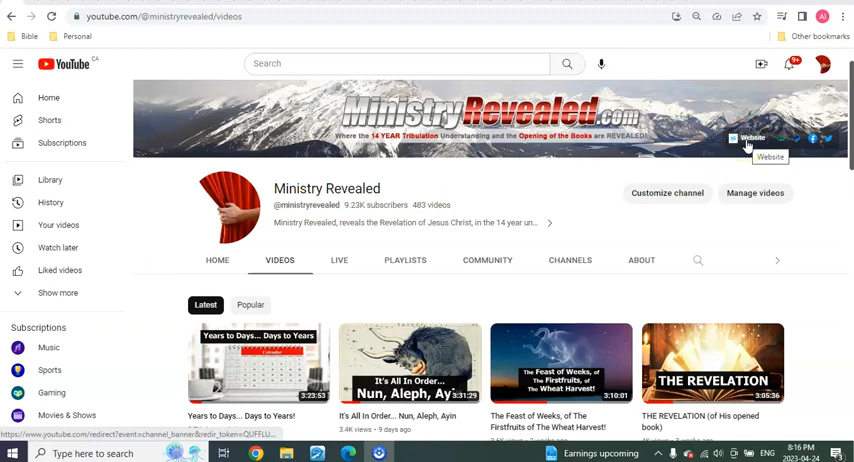 youtube.com/@ministryrevealed/videos
Bible
Personal
Other bookmarks
YouTube CA
Search
9+
Home
Shorts
Subscriptions
Library
History
Your videos
Watch later
Liked videos
Show more
Subscriptions
Music
Sports
Gaming
Movies & Shows
MinistryRevealed.com
Where the 14 YEAR Tribulation Understanding and the Opening of the Books are REVEALED!
Website
Website
Ministry Revealed
@ministryrevealed 9.23K subscribers 483 videos
Ministry Revealed, reveals the Revelation of Jesus Christ, in the 14 year un...
Customize channel
Manage videos
HOME VIDEOS LIVE PLAYLISTS COMMUNITY CHANNELS ABOUT
Latest Popular
Years to Days... Days to Years
Calendar
3:23:53
It's All In Order...
Nun, Aleph, Ayin
3:31:29
The Feast of Weeks, of
The Firstfruits, of
The Wheat Harvest!
3:10:01
THE REVELATION
3:05:36
Years to Days... Days to Years!
It's All In Order... Nun, Aleph, Ayin
3.4K views • 9 days ago
The Feast of Weeks, of The
Firstfruits of The Wheat Harvest!
THE REVELATION (of His opened
book)
https://www.youtube.com/redirect?event=channel_banner&redir_token=QUFFLU...
Type here to search
Earnings upcoming
ENG
8:16 PM
2023-04-24